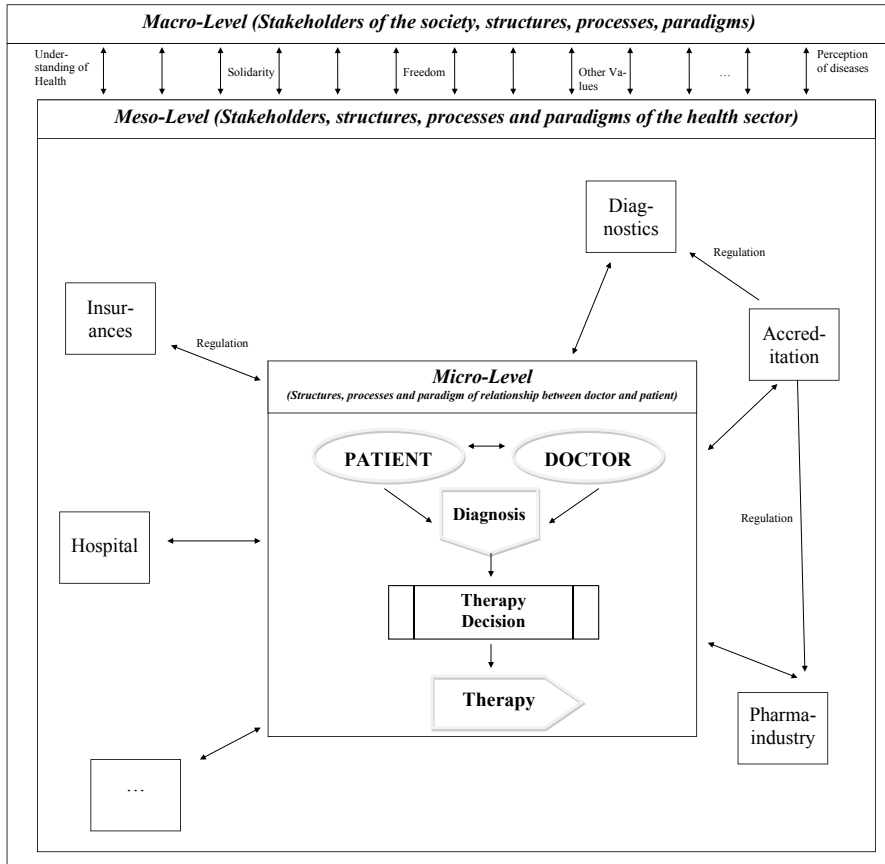 Macro-Level (Stakeholders of the society, structures, processes, paradigms)
Under-
standing of
Health
Solidarity
Freedom
Other Va-
lues
…
Perception
of diseases
Meso-Level (Stakeholders, structures, processes and paradigms of the health sector)
Diag-
nostics
Regulation
Insur-
ances
Regulation
Accred-
itation
Micro-Level
(Structures, processes and paradigm of relationship between doctor and patient)
PATIENT
DOCTOR
Diagnosis
Regulation
Hospital
Therapy
Decision
Therapy
Pharma-
industry
…